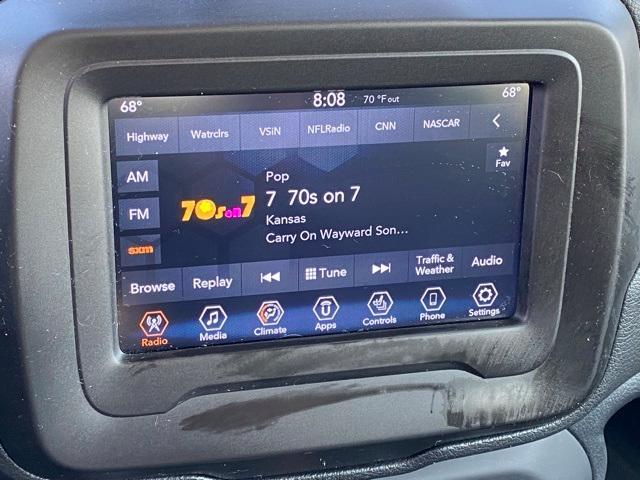 68° 8:08 70 °F out 68°
Highway Watrclrs VSiN NFLRadio CNN NASCAR
Fav
AM
FM
sxm
70s on 7
Pop
7 70s on 7
Kansas
Carry On Wayward Son...
Browse Replay Tune Traffic & Weather Audio
Radio Media Climate Apps Controls Phone Settings